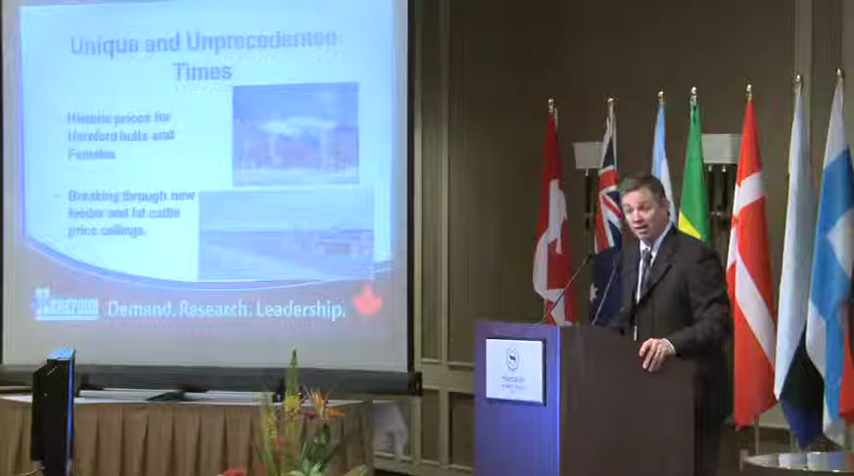 Unique and Unprecedented
Times
Historic prices for
Hereford bulls and
Females
Breaking through new
feeder and fat cattle
price ceilings.
HEREFORD
Demand. Research. Leadership.